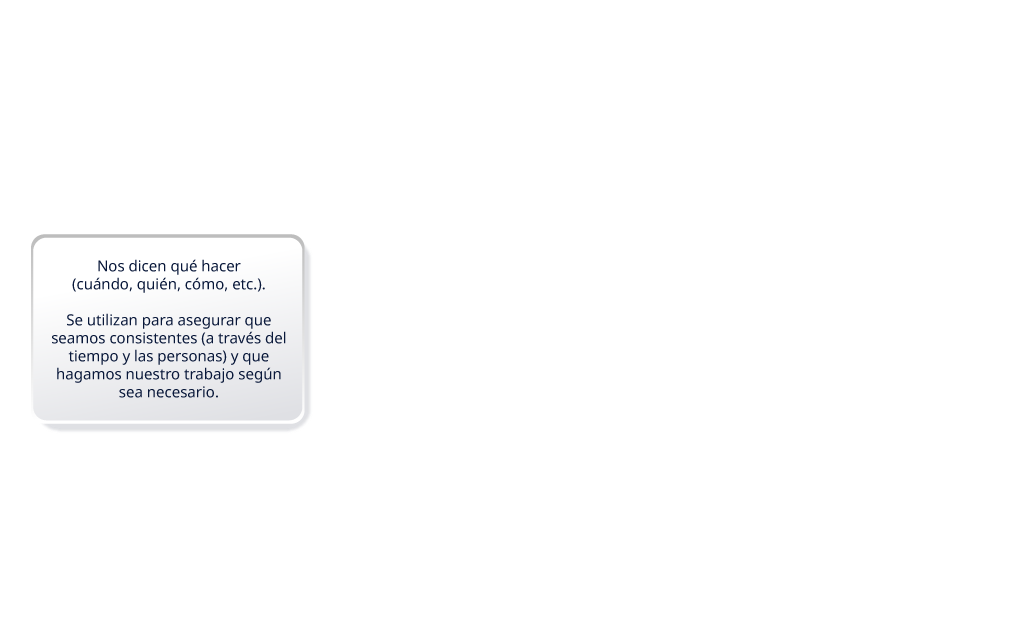 Nos dicen qué hacer
(cuándo, quién, cómo, etc.).
Se utilizan para asegurar que
seamos consistentes (a través del
tiempo y las personas) y que
hagamos nuestro trabajo según
sea necesario.